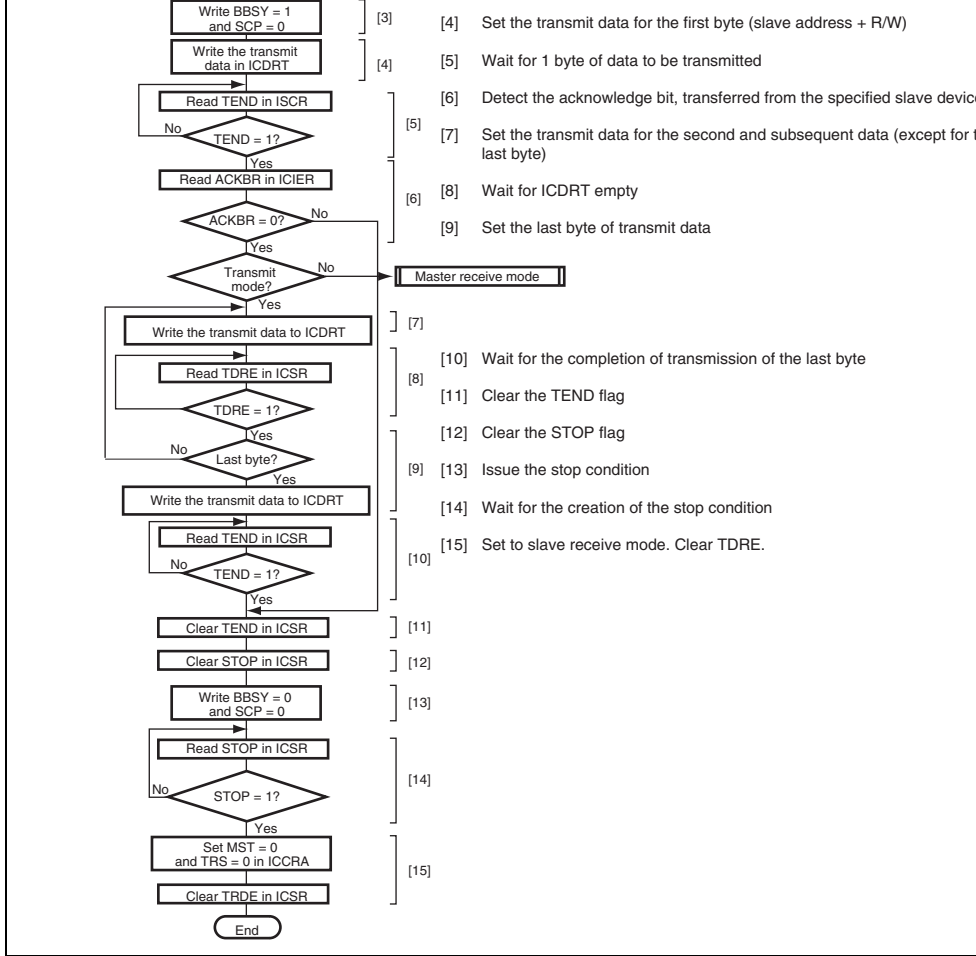 Write BBSY = 1
and SCP = 0
[3]
[4] Set the transmit data for the first byte (slave address + R/W)
Write the transmit
data in ICDRT
[4]
[5] Wait for 1 byte of data to be transmitted
Read TEND in ISCR
[6] Detect the acknowledge bit, transferred from the specified slave
[5]
No
TEND = 1?
[7] Set the transmit data for the second and subsequent data (except for
last byte)
Yes
Read ACKBR in ICIER
[6]
[8] Wait for ICDRT empty
ACKBR = 0?
No
[9] Set the last byte of transmit data
Yes
Transmit
mode?
No
Master receive mode
Yes
Write the transmit data to ICDRT
[7]
[10] Wait for the completion of transmission of the last byte
Read TDRE in ICSR
[8]
[11] Clear the TEND flag
TDRE = 1?
[12] Clear the STOP flag
Yes
No
Last byte?
[9]
[13] Issue the stop condition
Yes
Write the transmit data to ICDRT
[14] Wait for the creation of the stop condition
Read TEND in ICSR
[15] Set to slave receive mode. Clear TDRE.
[10]
No
TEND = 1?
Yes
Clear TEND in ICSR
[11]
Clear STOP in ICSR
[12]
Write BBSY = 0
and SCP = 0
[13]
Read STOP in ICSR
[14]
No
STOP = 1?
Yes
Set MST = 0
and TRS = 0 in ICCRA
[15]
Clear TRDE in ICSR
End